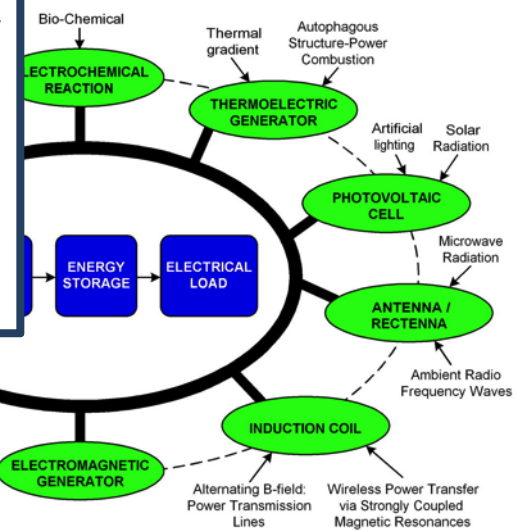 Bio-Chemical
LECTROCHEMICAL
REACTION
Thermal
gradient
Autophagous
Structure-Power
Combustion
THERMOELECTRIC
GENERATOR
Artificial
lighting
Solar
Radiation
PHOTOVOLTAIC
CELL
Microwave
Radiation
ANTENNA /
RECTENNA
Ambient Radio
Frequency Waves
ENERGY
STORAGE
ELECTRICAL
LOAD
INDUCTION COIL
Alternating B-field:
Power Transmission
Lines
Wireless Power Transfer
via Strongly Coupled
Magnetic Resonances
ELECTROMAGNETIC
GENERATOR